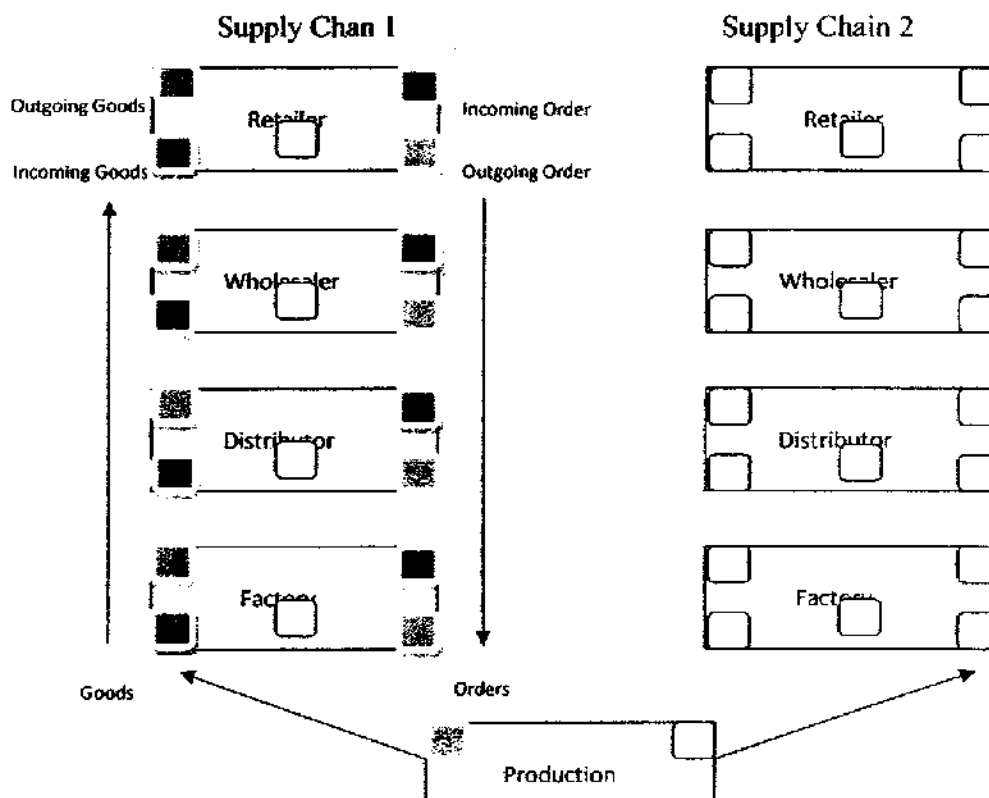 Supply Chan 1
Supply Chain 2
Outgoing Goods
Retailer
Incoming Order
Retailer
Incoming Goods
Outgoing Order
Wholesaler
Wholesaler
Distributor
Distributor
Factory
Factory
Goods
Orders
Production